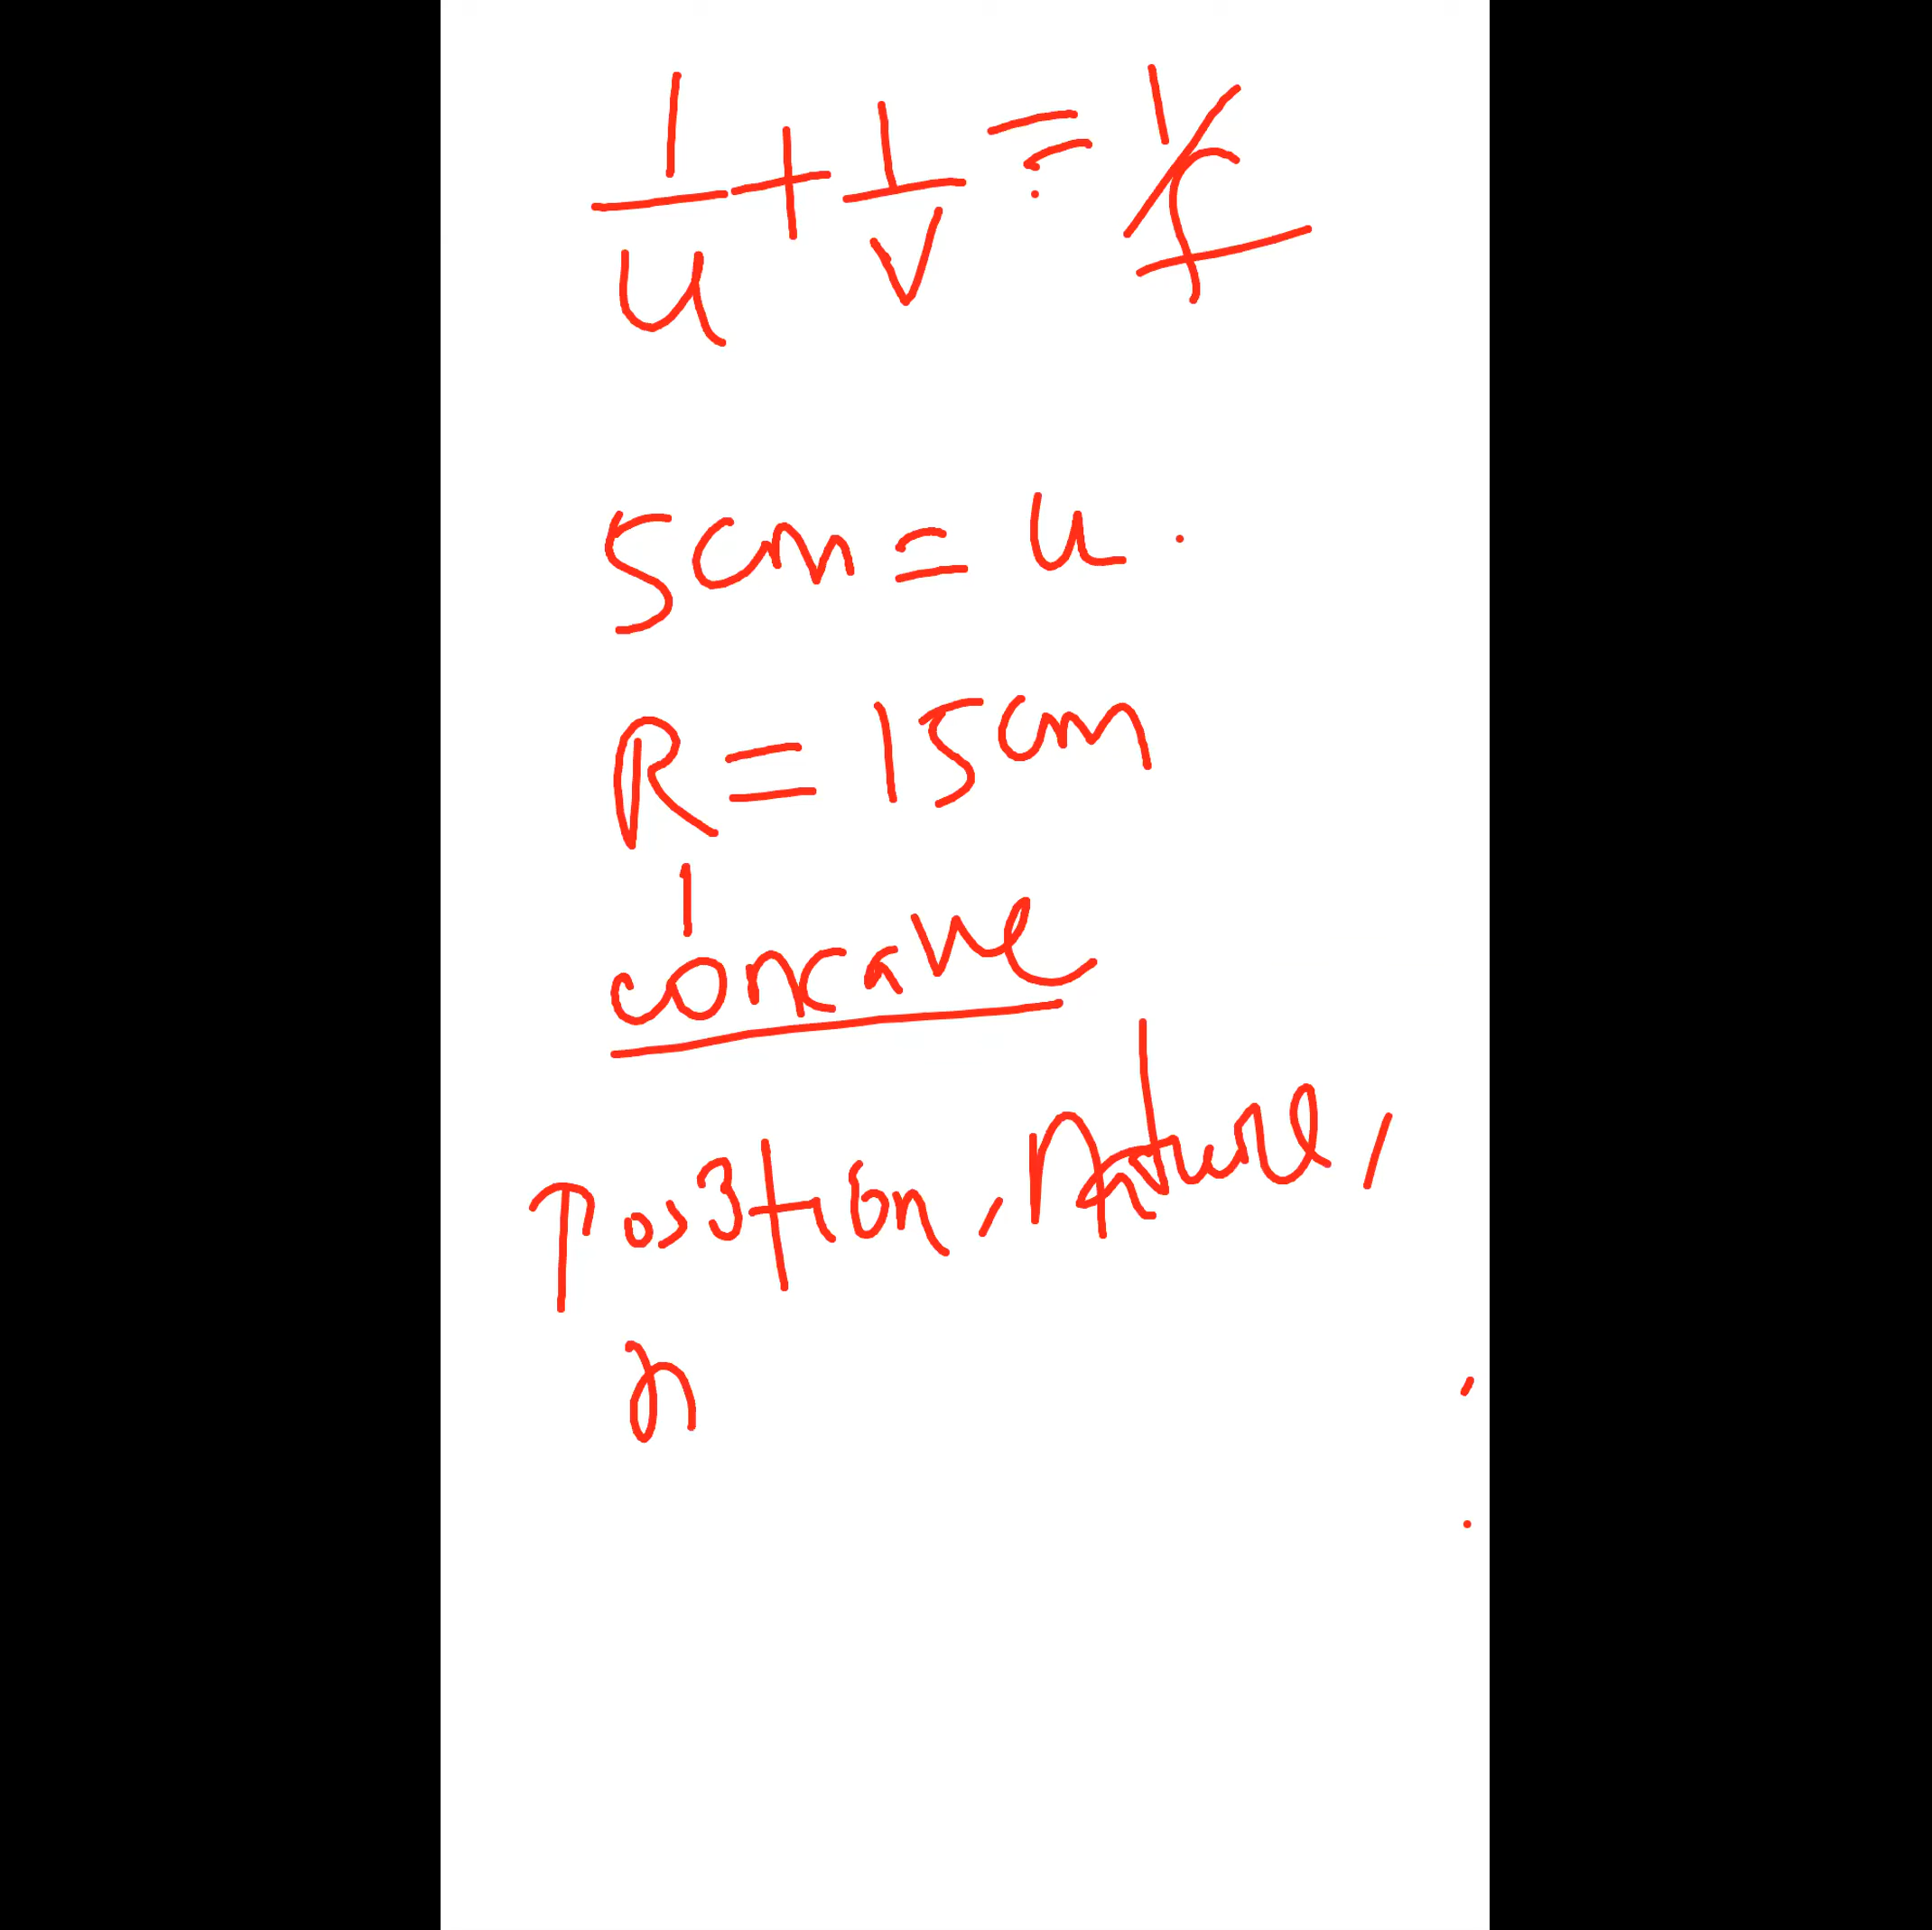 1/u + 1/v = 1/f
5cm = u .
R = 15cm
concave
position, nature,